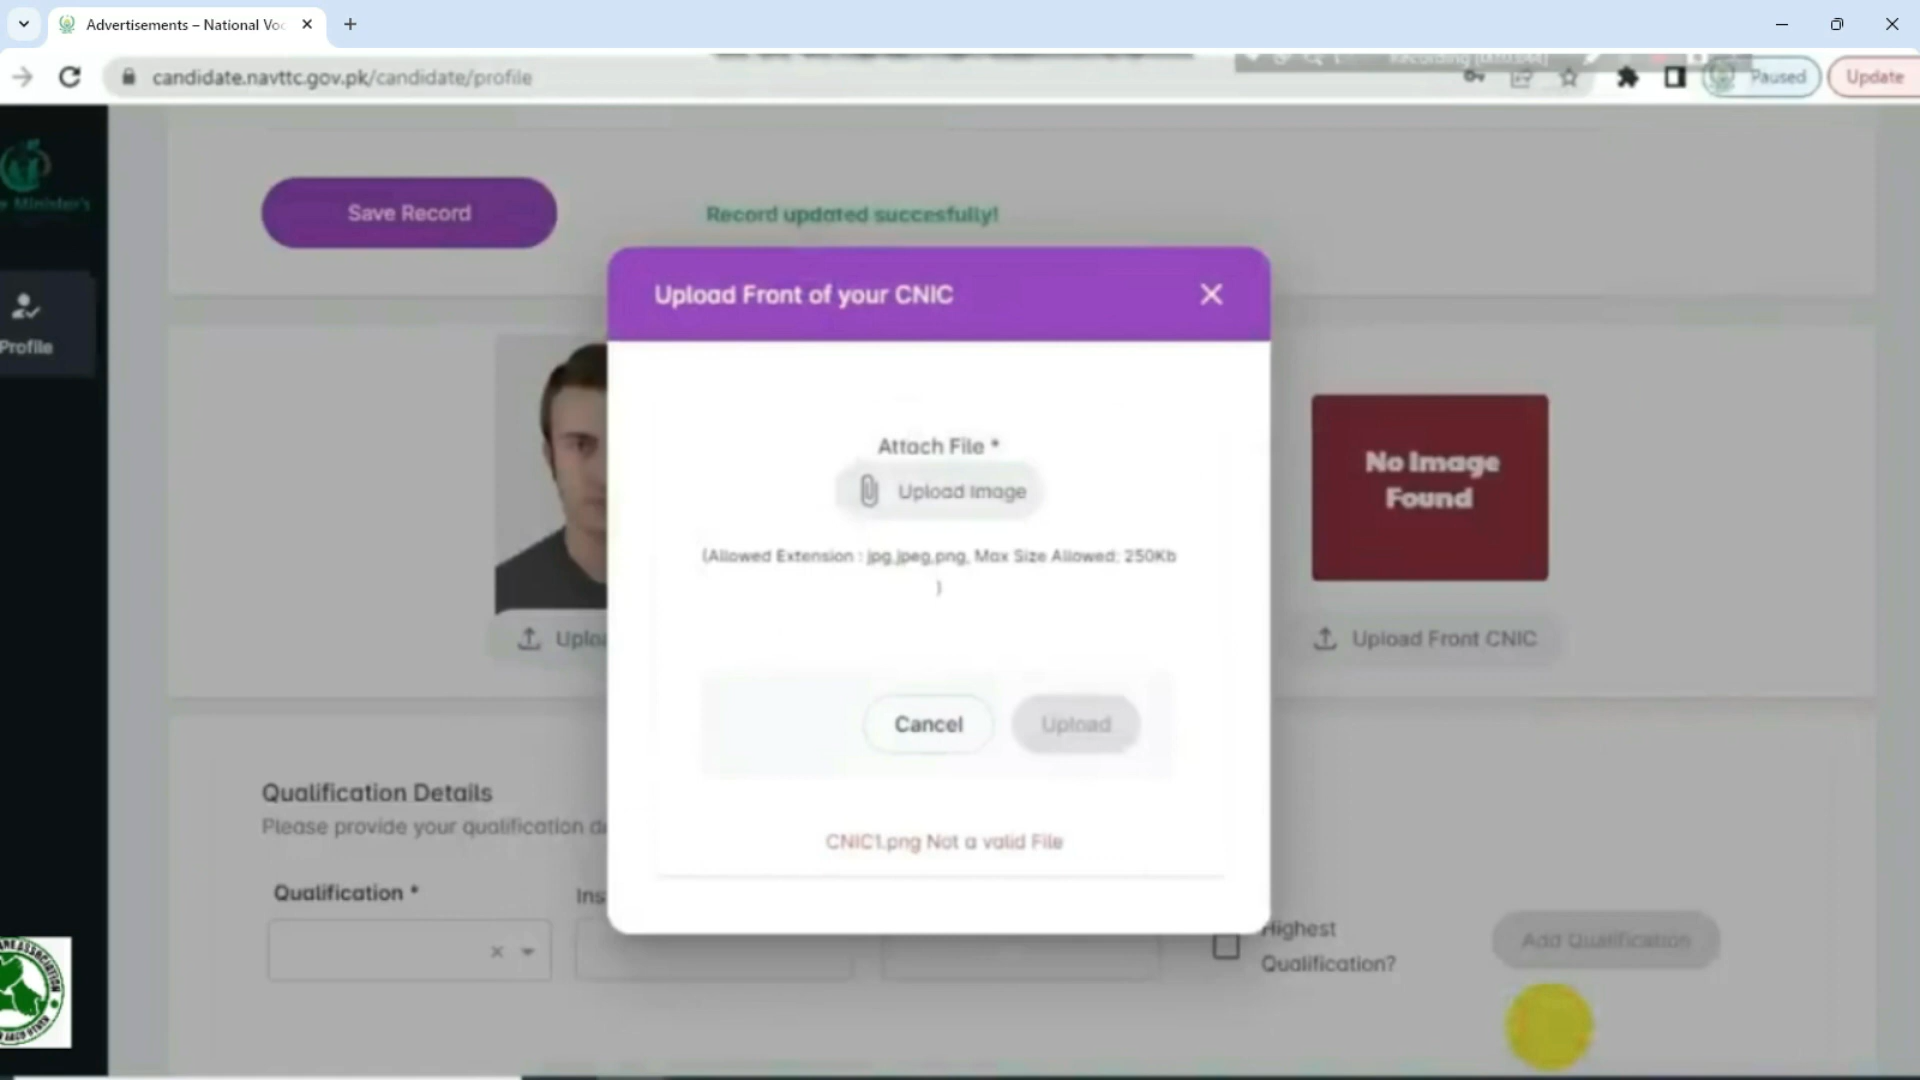 Advertisements – National Voc
candidate.navttc.gov.pk/candidate/profile
Paused
Update
Minister's
Save Record
Record updated succesfully!
Upload Front of your CNIC
Profile
Attach File *
Upload Image
No Image
Found
(Allowed Extension : jpg,jpeg,png, Max Size Allowed: 250Kb
)
Uploa
Upload Front CNIC
Cancel
Upload
Qualification Details
Please provide your qualification de
CNIC1.png Not a valid File
Qualification *
Ins
Highest
Qualification?
Add Qualification